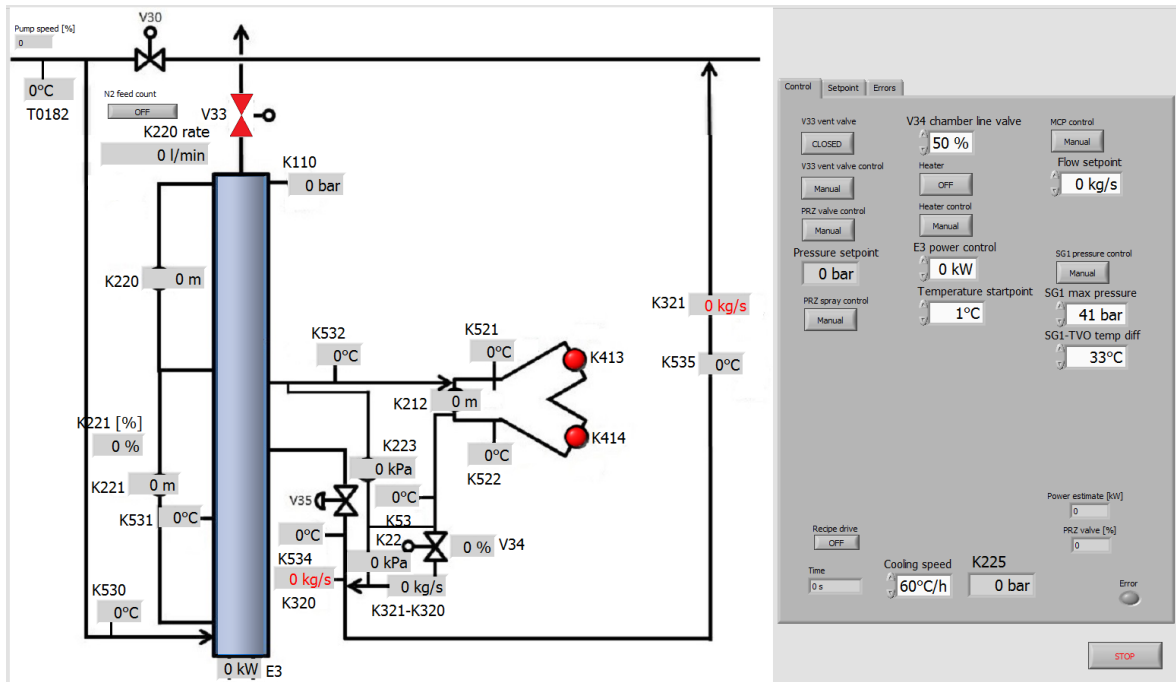 V30
Pump speed [%]
0
0°C
T0182
N2 feed count
OFF
V33
K220 rate
0 l/min
K110
0 bar
K220
0 m
K221 [%]
0 %
K221
0 m
K531
0°C
K530
0°C
0 kW
E3
K532
0°C
K521
0°C
K413
K212
0 m
K414
0°C
K522
K223
0 kPa
V35
0°C
K53
0°C
K534
K22
0 kPa
0 %
V34
0 kg/s
K320
0 kg/s
K321-K320
K321
0 kg/s
K535
0°C
Control
Setpoint
Errors
V33 vent valve
CLOSED
V33 vent valve control
Manual
PRZ valve control
Manual
Pressure setpoint
0 bar
PRZ spray control
Manual
V34 chamber line valve
50 %
Heater
OFF
Heater control
Manual
E3 power control
0 kW
Temperature startpoint
1°C
MCP control
Manual
Flow setpoint
0 kg/s
SG1 pressure control
Manual
SG1 max pressure
41 bar
SG1-TVO temp diff
33°C
Power estimate [kW]
0
PRZ valve [%]
0
Recipe drive
OFF
Time
0 s
Cooling speed
60°C/h
K225
0 bar
Error
STOP